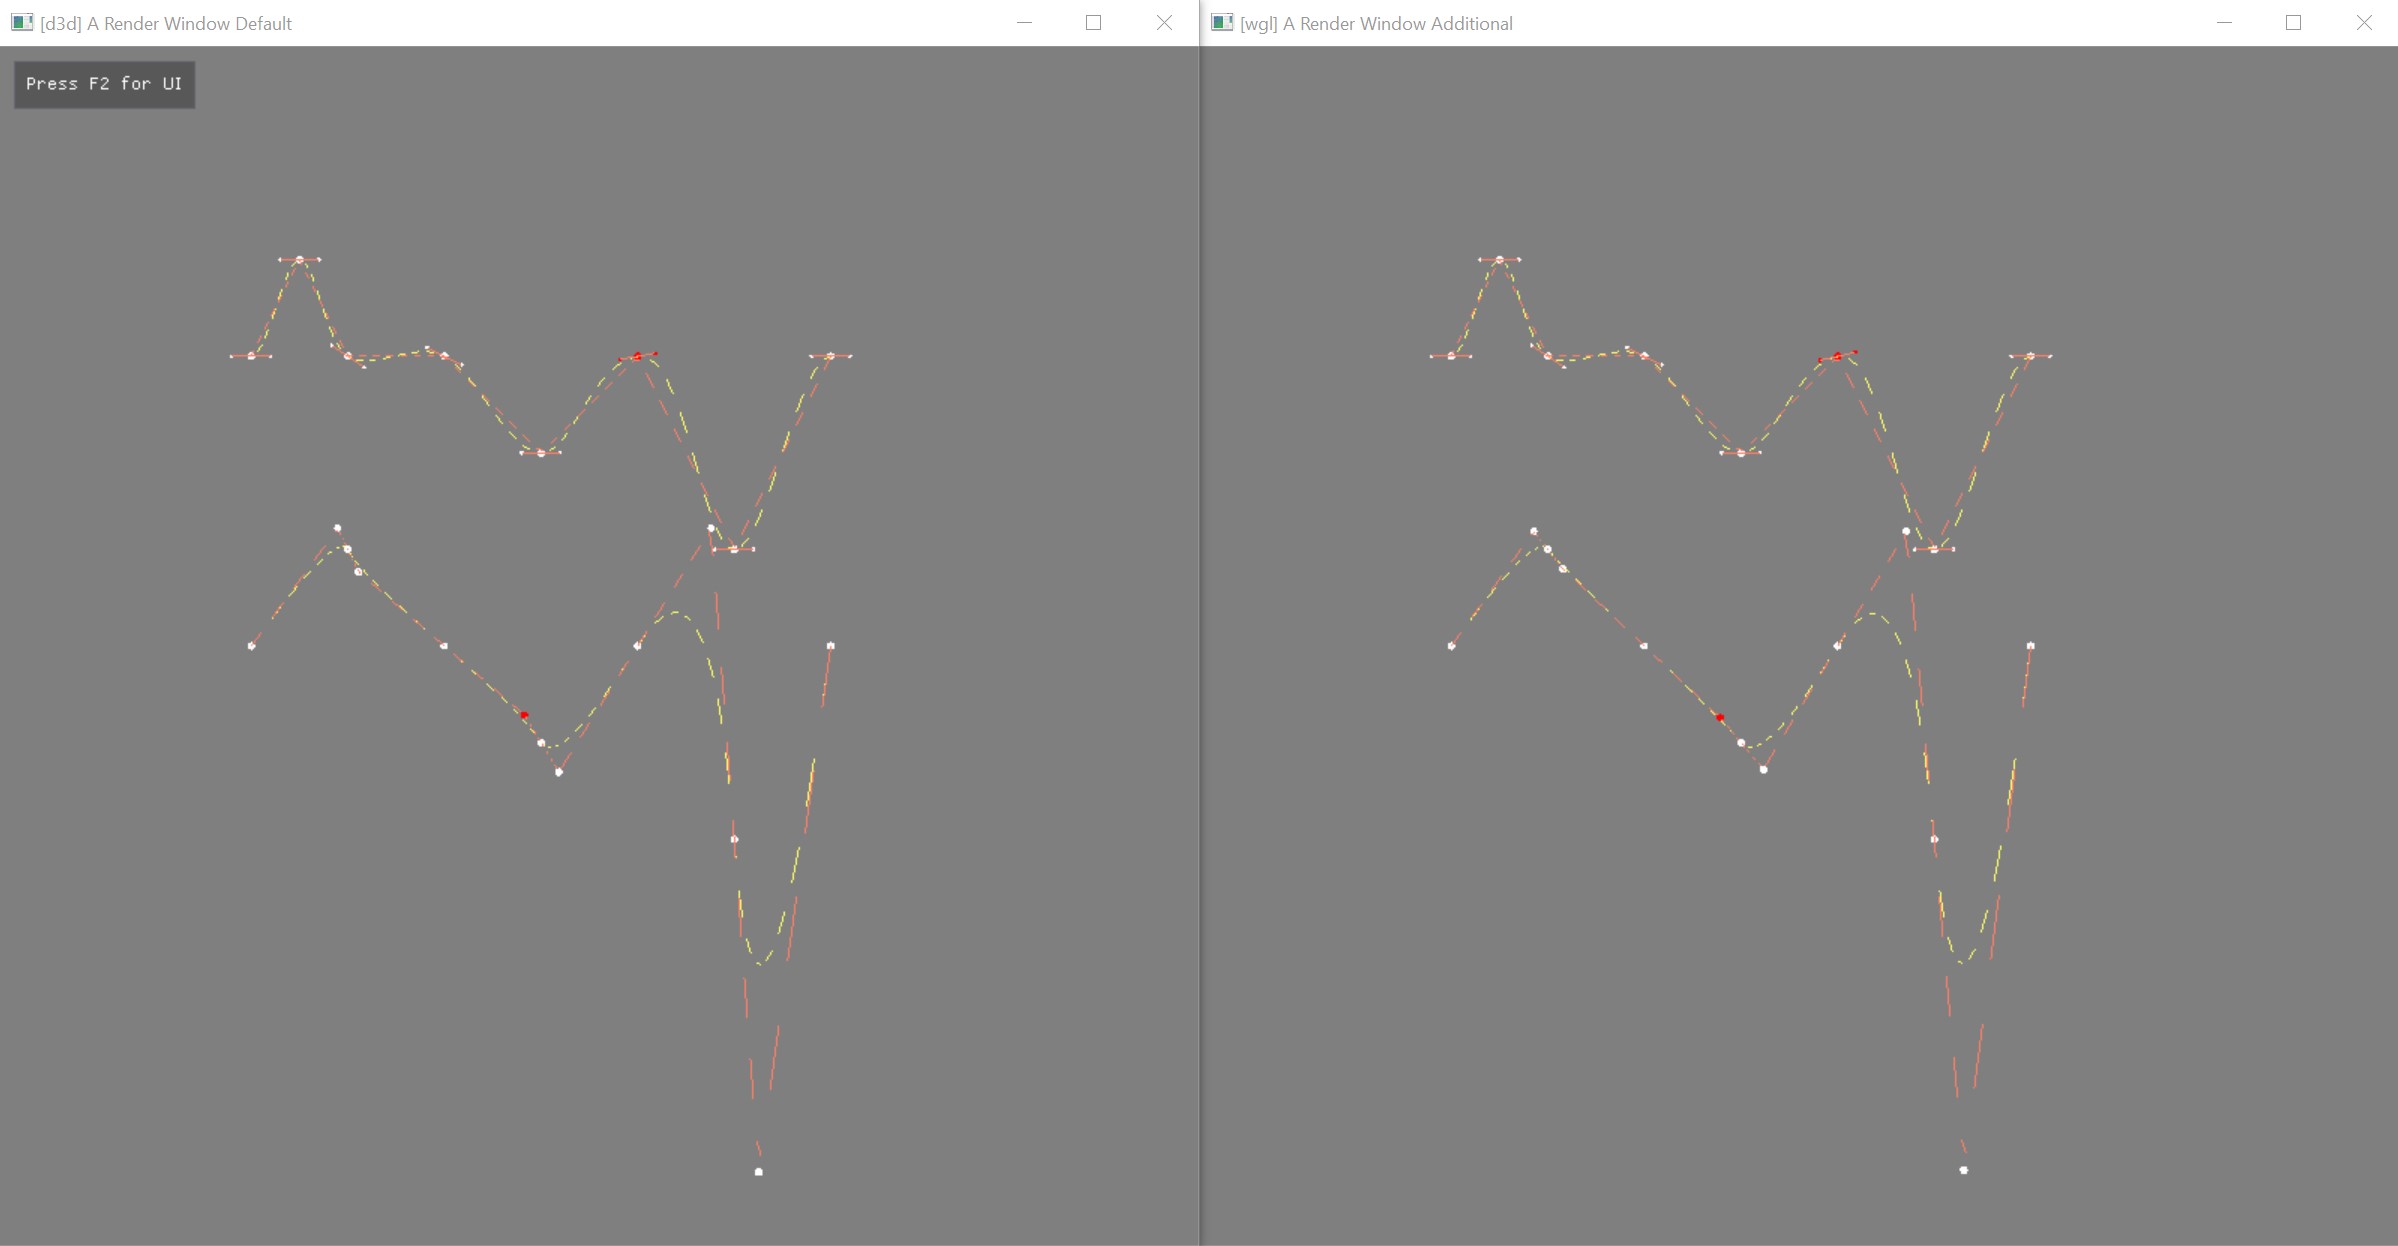 [d3d] A Render Window Default
[wgl] A Render Window Additional
Press F2 for UI